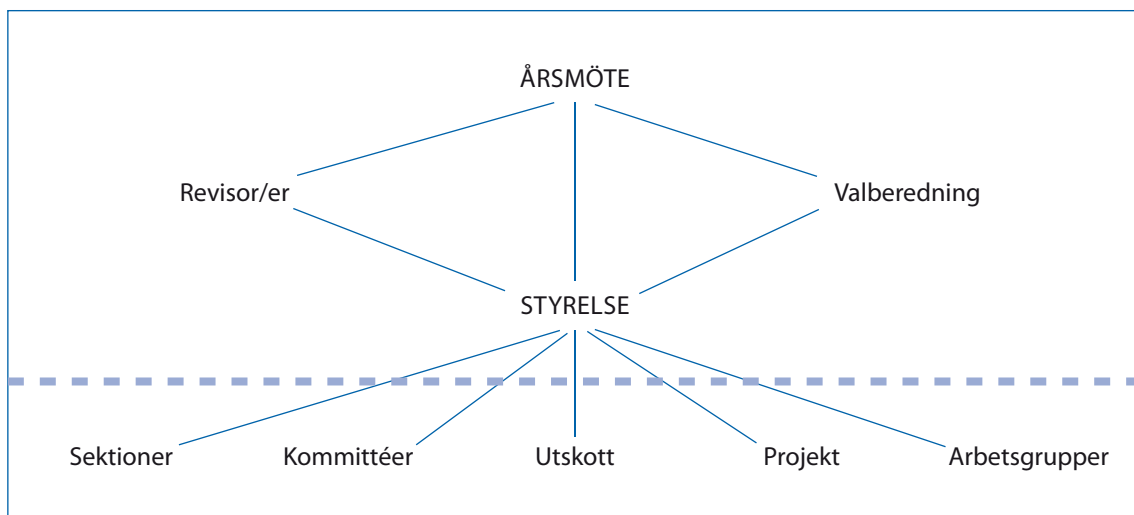 ÅRSMÖTE
Revisor/er
Valberedning
STYRELSE
Sektioner
Kommittéer
Utskott
Projekt
Arbetsgrupper